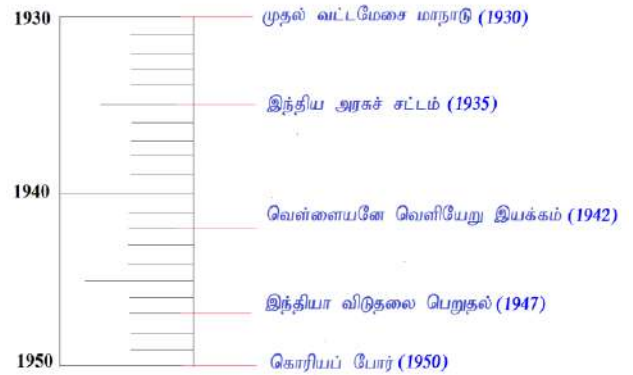 1930 முதல் வட்டமேசை மாநாடு (1930)
இந்திய அரசுச் சட்டம் (1935)
1940
வெள்ளையனே வெளியேறு இயக்கம் (1942)
இந்தியா விடுதலை பெறுதல் (1947)
1950 கொரியப் போர் (1950)